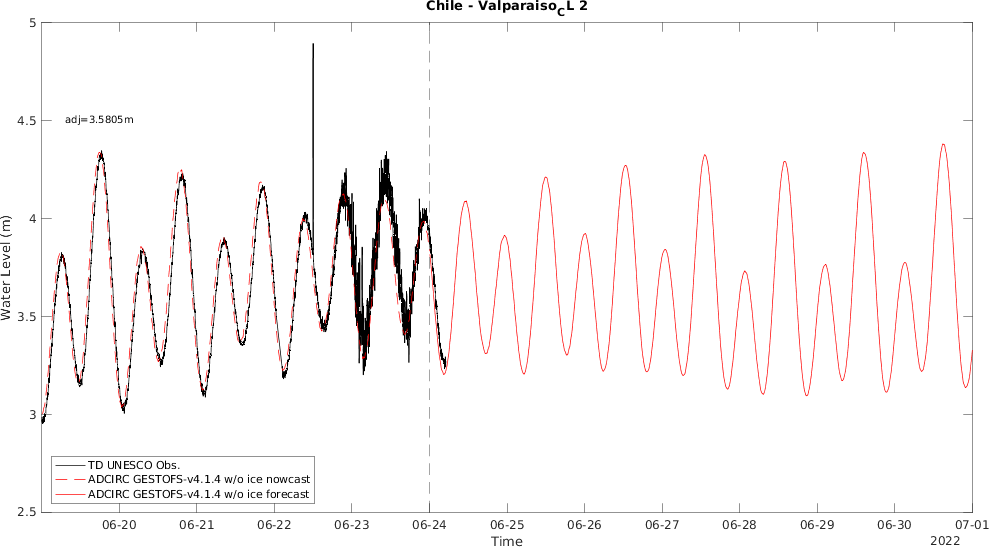 Chile - Valparaiso_CL 2
5
4.5
4
3.5
3
2.5
Water Level (m)
adj=3.5805m
TD UNESCO Obs.
ADCIRC GESTOFS-v4.1.4 w/o ice nowcast
ADCIRC GESTOFS-v4.1.4 w/o ice forecast
06-20 06-21 06-22 06-23 06-24 06-25 06-26 06-27 06-28 06-29 06-30 07-01
Time
2022